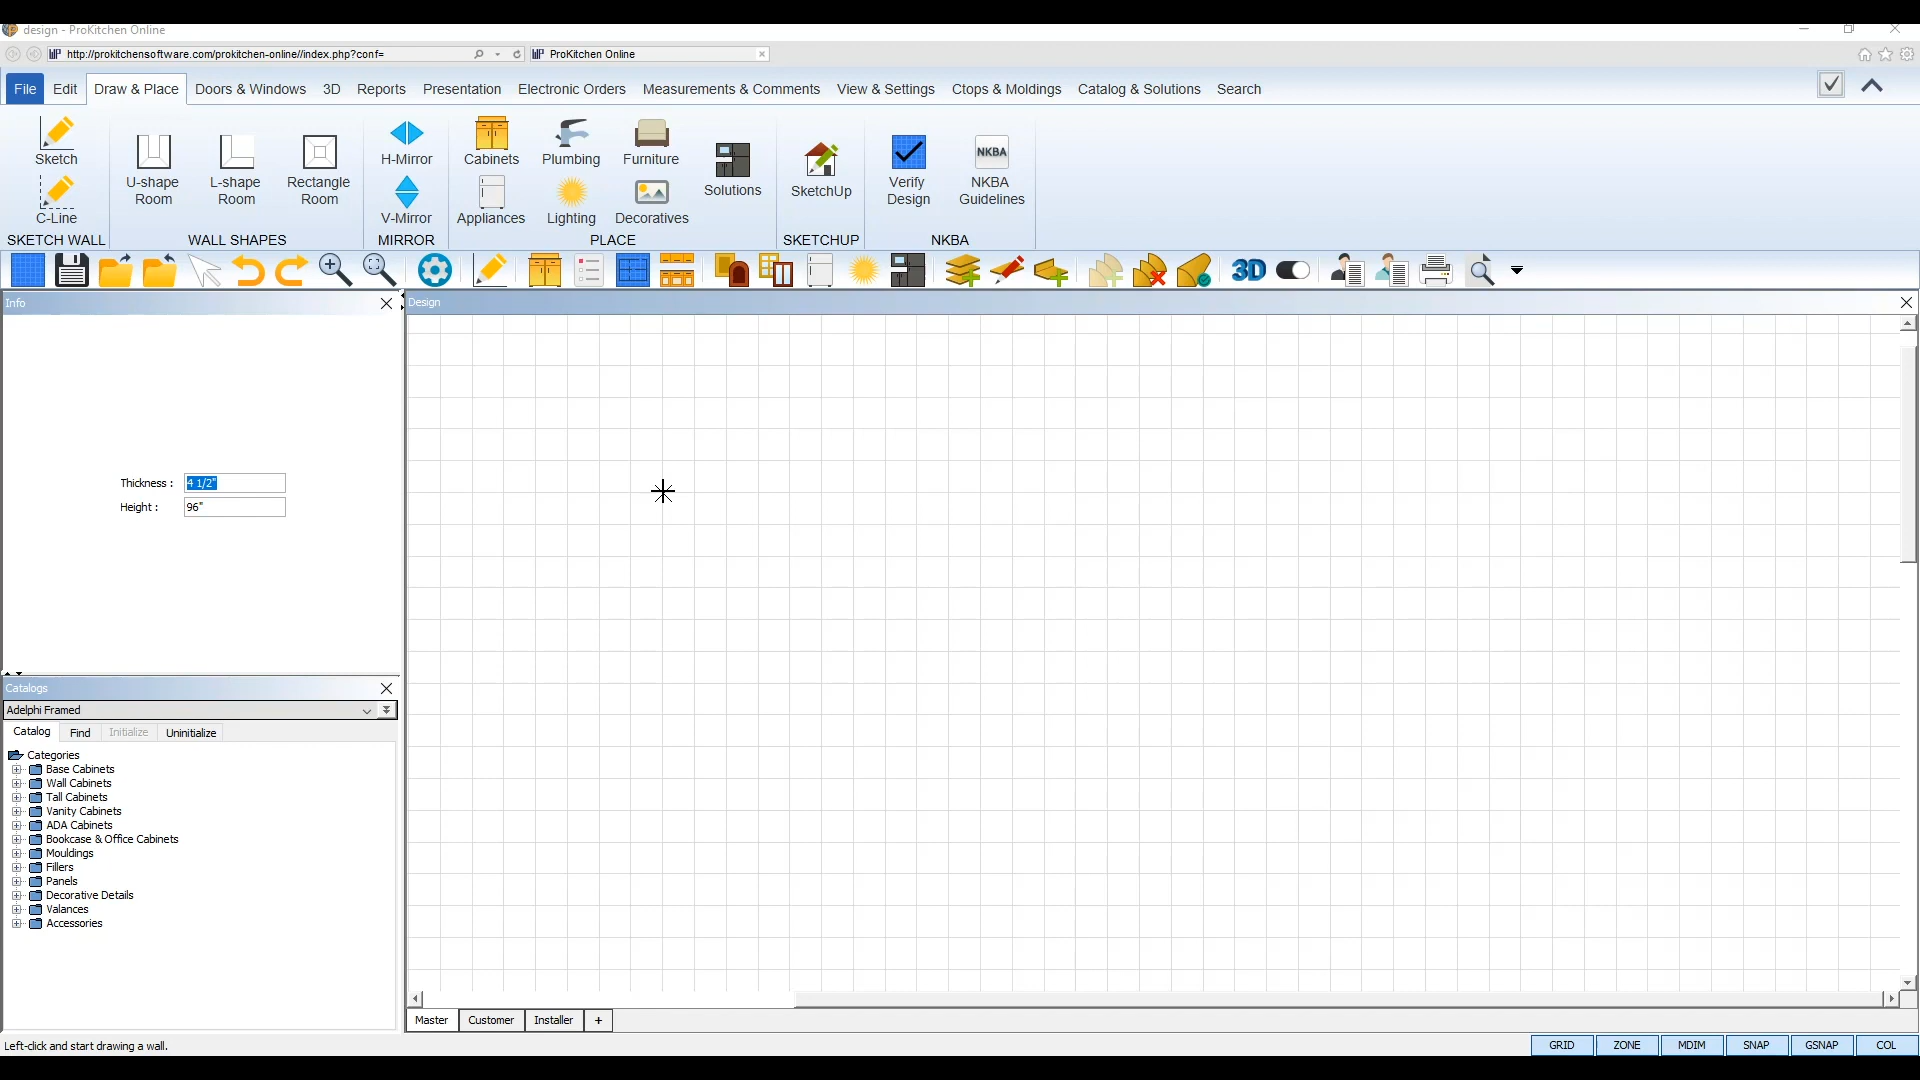 design - ProKitchen Online
http://prokitchensoftware.com/prokitchen-online//index.php?conf=
ProKitchen Online
File Edit Draw & Place Doors & Windows 3D Reports Presentation Electronic Orders Measurements & Comments View & Settings Ctops & Moldings Catalog & Solutions Search
Sketch
C-Line
SKETCH WALL
U-shape Room
L-shape Room
Rectangle Room
WALL SHAPES
H-Mirror
V-Mirror
MIRROR
Cabinets
Plumbing
Furniture
Appliances
Lighting
Decoratives
Solutions
PLACE
SketchUp
SKETCHUP
Verify Design
NKBA
NKBA Guidelines
NKBA
3D
Info
Thickness : 4 1/2"
Height : 96"
Catalogs
Adelphi Framed
Catalog Find Initialize Uninitialize
Categories
Base Cabinets
Wall Cabinets
Tall Cabinets
Vanity Cabinets
ADA Cabinets
Bookcase & Office Cabinets
Mouldings
Fillers
Panels
Decorative Details
Valances
Accessories
Design
Master Customer Installer +
Left-click and start drawing a wall.
GRID ZONE MDIM SNAP GSNAP COL